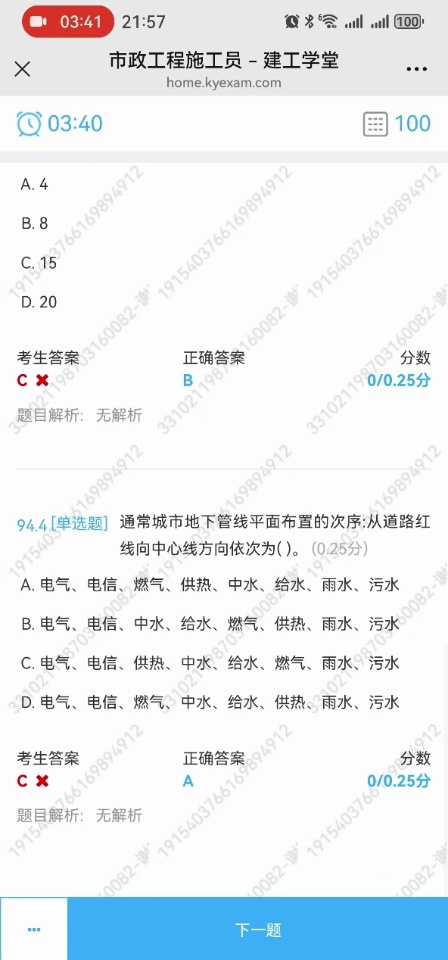 03:41 21:57 100
市政工程施工员 – 建工学堂
home.kyexam.com
03:40 100
A. 4
B. 8
C. 15
D. 20
考生答案 正确答案 分数
C ✖ B 0/0.25分
题目解析: 无解析
94.4 [单选题] 通常城市地下管线平面布置的次序:从道路红
线向中心线方向依次为( )。 (0.25分)
A. 电气、电信、燃气、供热、中水、给水、雨水、污水
B. 电气、电信、中水、给水、燃气、供热、雨水、污水
C. 电气、电信、供热、中水、给水、燃气、雨水、污水
D. 电气、电信、燃气、中水、给水、供热、雨水、污水
考生答案 正确答案 分数
C ✖ A 0/0.25分
题目解析: 无解析
下一题